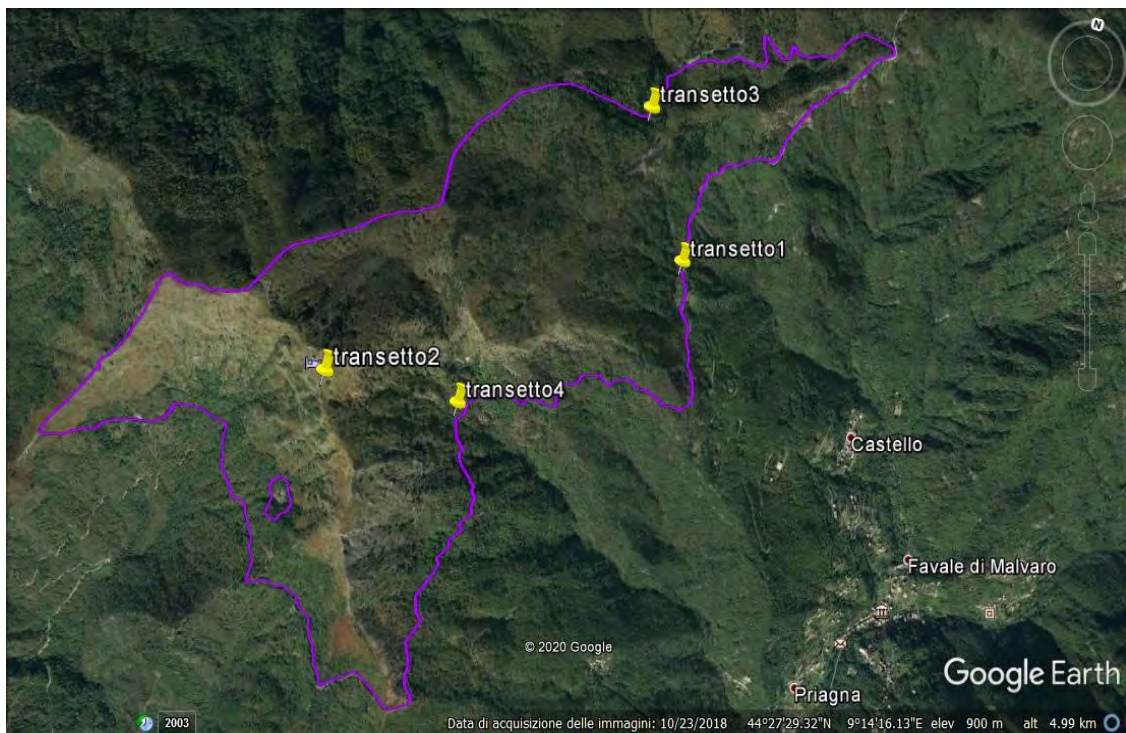 N
transetto3
transetto1
transetto2
transetto4
Castello
Favale di Malvaro
© 2020 Google
Google Earth
Priagna
2003
Data di acquisizione delle immagini: 10/23/2018 44°27'29.32"N 9°14'16.13"E elev 900 m alt 4.99 km